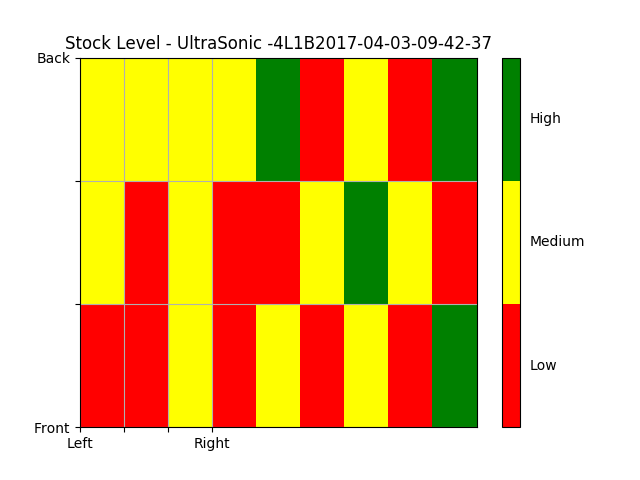 Stock Level - UltraSonic -4L1B2017-04-03-09-42-37
Back
Front
Left
Right
High
Medium
Low